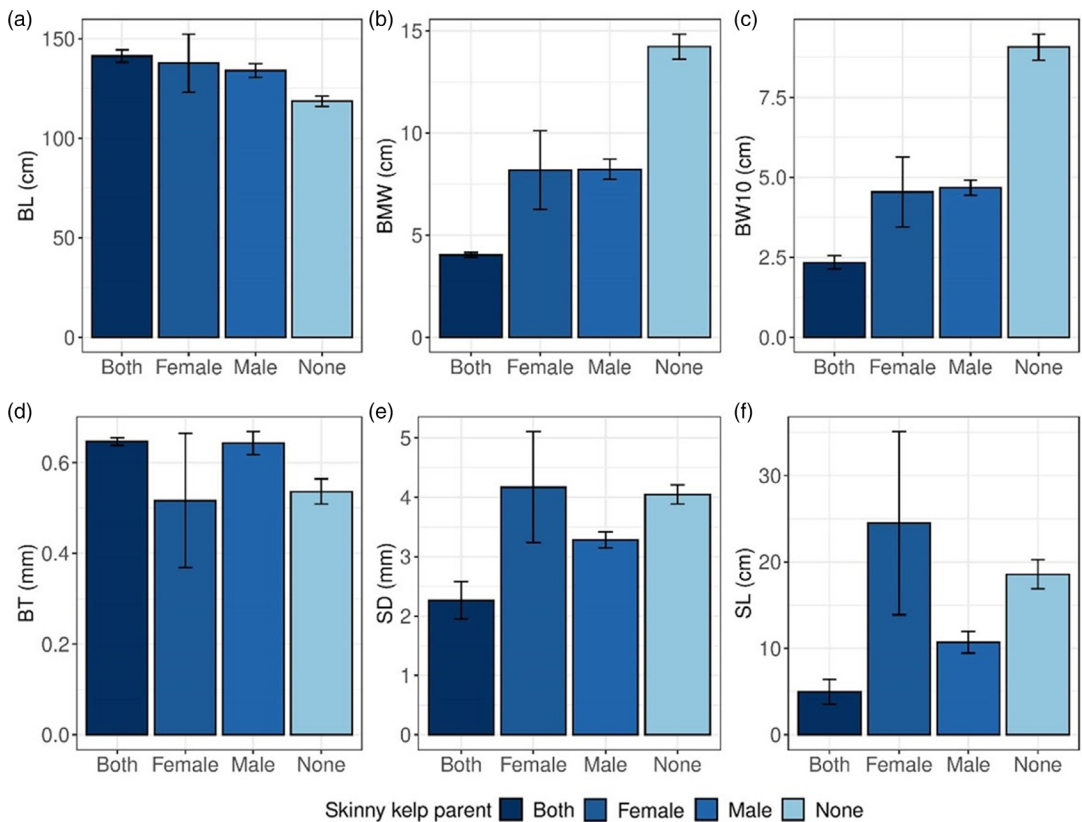 (a)
BL (cm)
150
100
50
0
Both Female Male None
(b)
BMW (cm)
15
10
5
0
Both Female Male None
(c)
BW10 (cm)
7.5
5.0
2.5
0.0
Both Female Male None
(d)
BT (mm)
0.6
0.4
0.2
0.0
Both Female Male None
(e)
SD (mm)
5
4
3
2
1
0
Both Female Male None
(f)
SL (cm)
30
20
10
0
Both Female Male None
Skinny kelp parent Both Female Male None